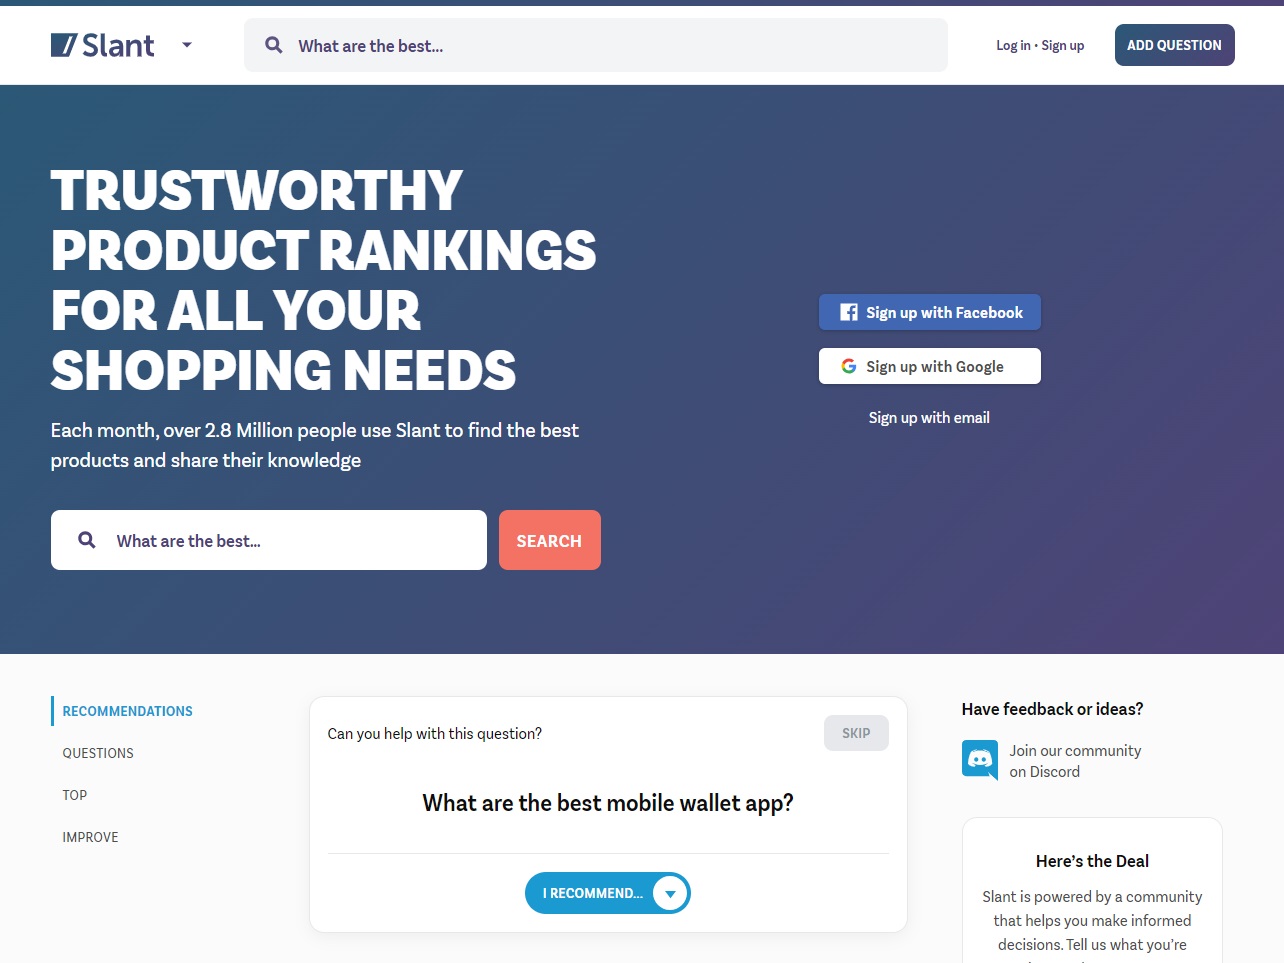 Slant
What are the best...
Log in • Sign up
ADD QUESTION
TRUSTWORTHY
PRODUCT RANKINGS
FOR ALL YOUR
SHOPPING NEEDS
Each month, over 2.8 Million people use Slant to find the best
products and share their knowledge
What are the best...
SEARCH
Sign up with Facebook
Sign up with Google
Sign up with email
RECOMMENDATIONS
QUESTIONS
TOP
IMPROVE
Can you help with this question?
SKIP
What are the best mobile wallet app?
I RECOMMEND...
Have feedback or ideas?
Join our community
on Discord
Here’s the Deal
Slant is powered by a community
that helps you make informed
decisions. Tell us what you’re